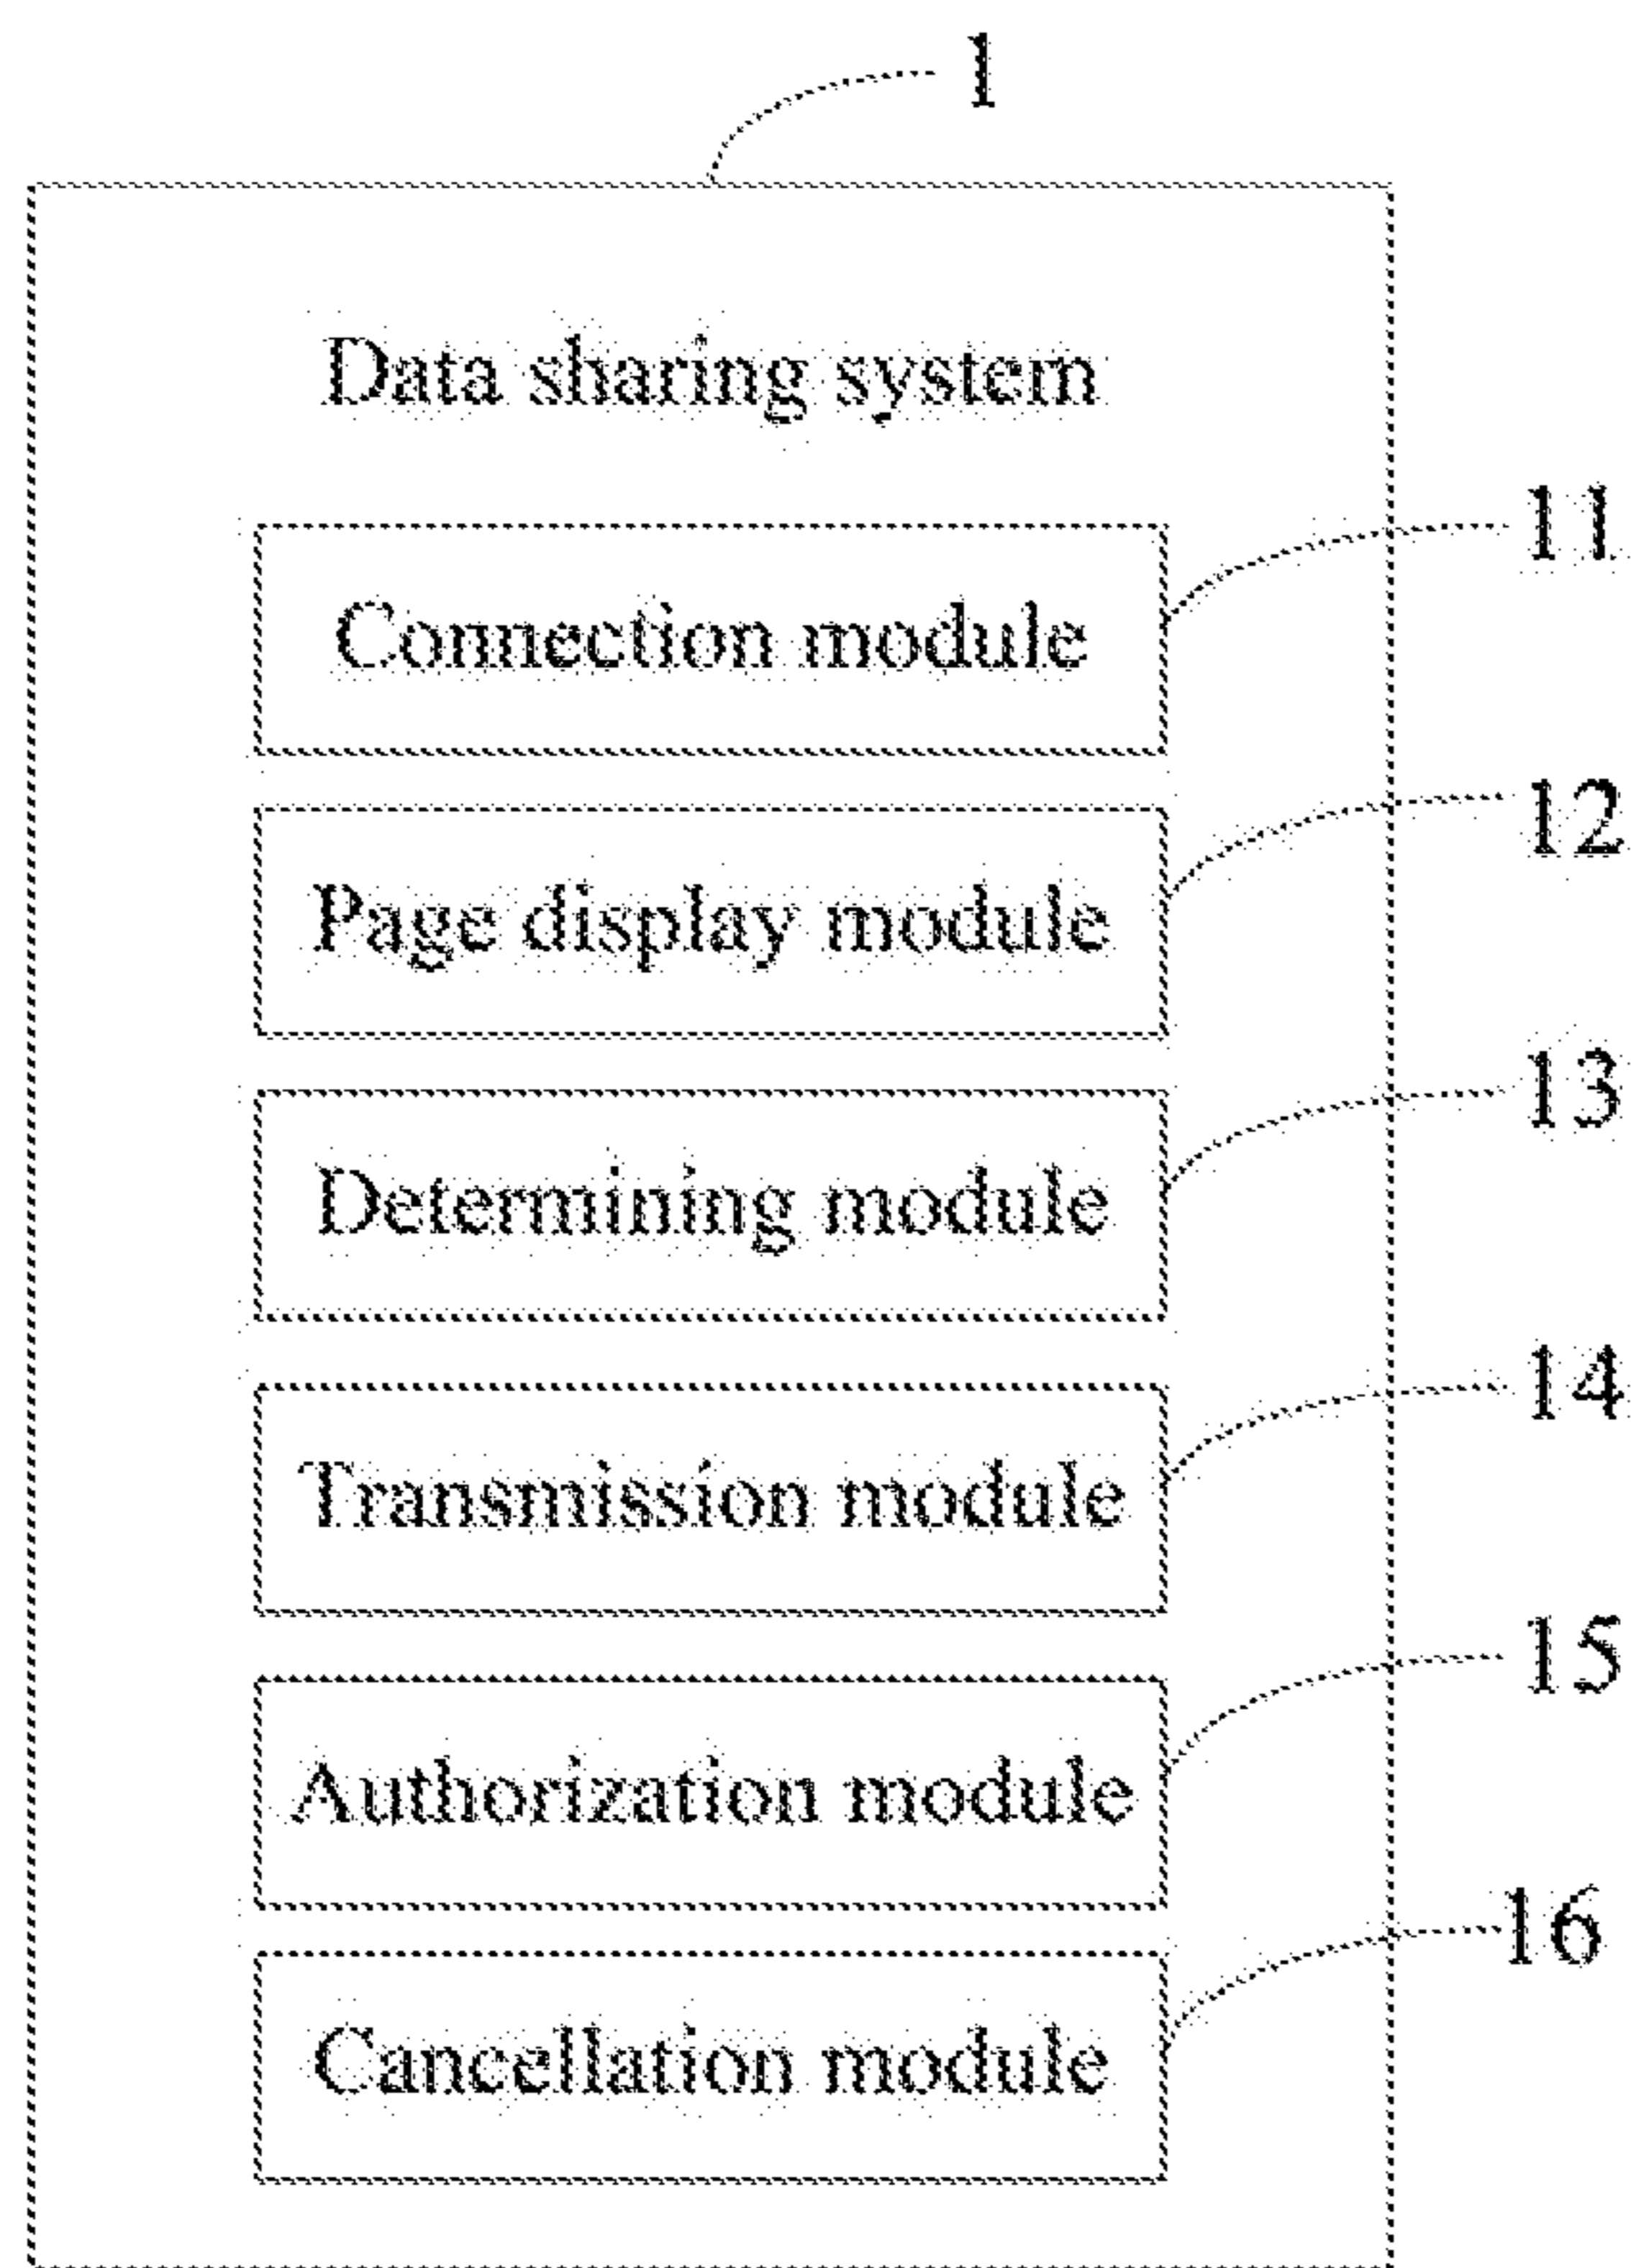 1
Data sharing system
11
Connection module
12
Page display module
13
Determining module
14
Transmission module
15
Authorization module
16
Cancellation module